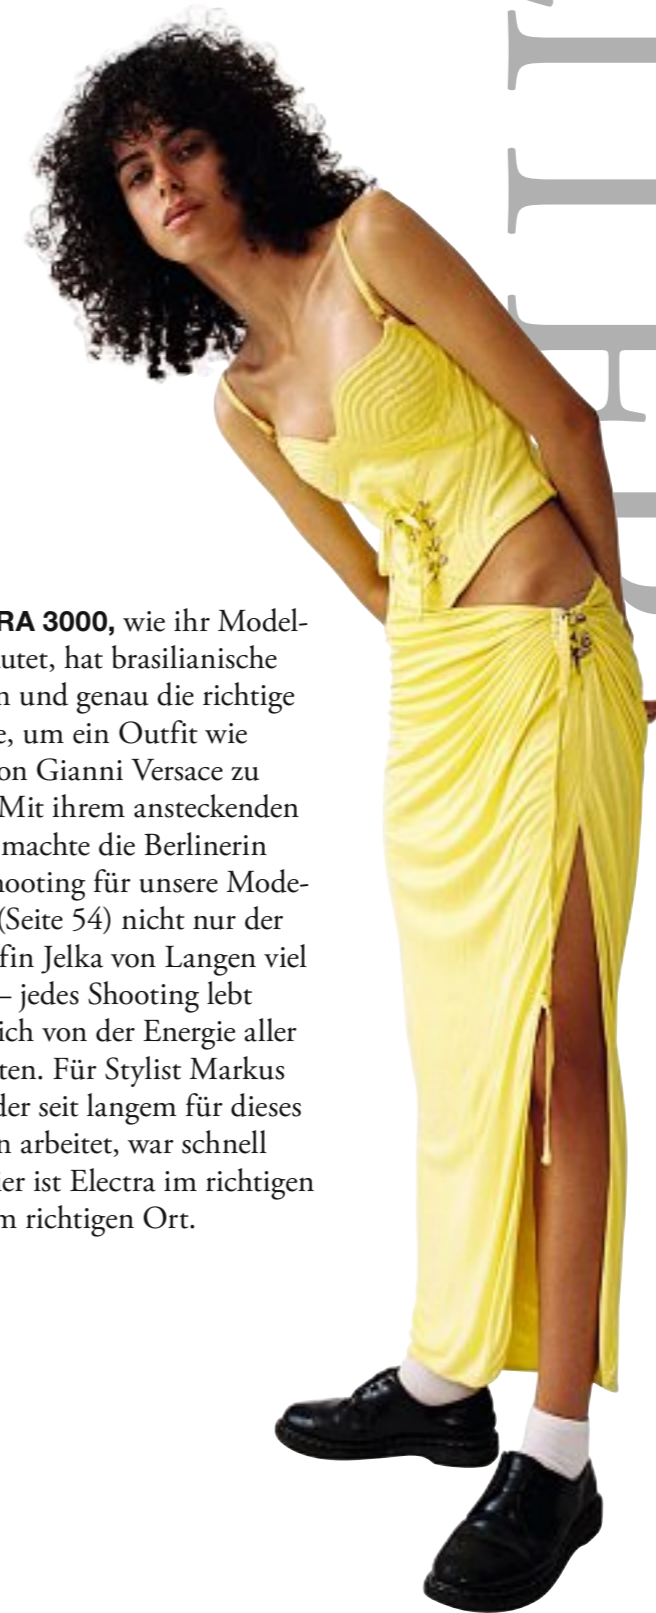 RA 3000, wie ihr Model-
utet, hat brasilianische
n und genau die richtige
e, um ein Outfit wie
on Gianni Versace zu
Mit ihrem ansteckenden
machte die Berlinerin
hooting für unsere Mode-
(Seite 54) nicht nur der
fin Jelka von Langen viel
– jedes Shooting lebt
ich von der Energie aller
ten. Für Stylist Markus
der seit langem für dieses
n arbeitet, war schnell
ier ist Electra im richtigen
m richtigen Ort.